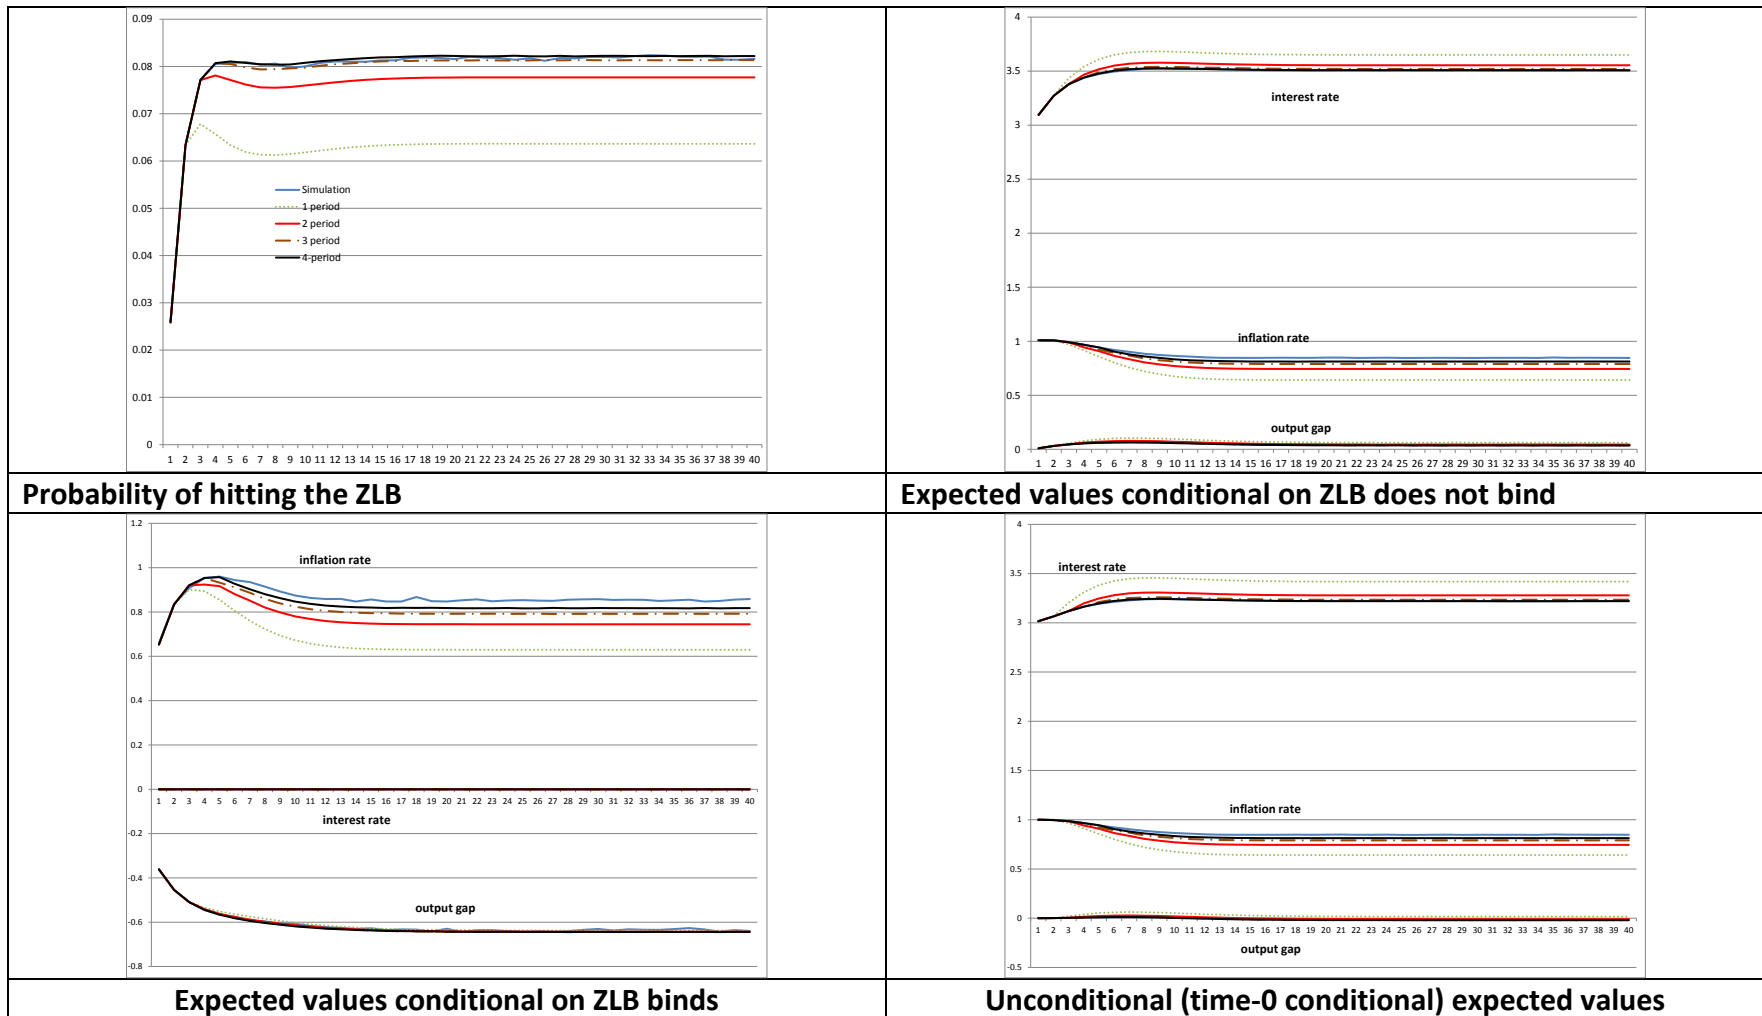 0.09
0.08
0.07
0.06
0.05
0.04
0.03
0.02
0.01
0
Simulation
1 period
2 period
3 period
4-period
1 2 3 4 5 6 7 8 9 10 11 12 13 14 15 16 17 18 19 20 21 22 23 24 25 26 27 28 29 30 31 32 33 34 35 36 37 38 39 40
Probability of hitting the ZLB
4
3.5
3
2.5
2
1.5
1
0.5
0
interest rate
inflation rate
output gap
1 2 3 4 5 6 7 8 9 10 11 12 13 14 15 16 17 18 19 20 21 22 23 24 25 26 27 28 29 30 31 32 33 34 35 36 37 38 39 40
Expected values conditional on ZLB does not bind
1.2
1
0.8
0.6
0.4
0.2
0
-0.2
-0.4
-0.6
-0.8
inflation rate
1 2 3 4 5 6 7 8 9 10 11 12 13 14 15 16 17 18 19 20 21 22 23 24 25 26 27 28 29 30 31 32 33 34 35 36 37 38 39 40
interest rate
output gap
Expected values conditional on ZLB binds
4
3.5
3
2.5
2
1.5
1
0.5
0
-0.5
interest rate
inflation rate
1 2 3 4 5 6 7 8 9 10 11 12 13 14 15 16 17 18 19 20 21 22 23 24 25 26 27 28 29 30 31 32 33 34 35 36 37 38 39 40
output gap
Unconditional (time-0 conditional) expected values